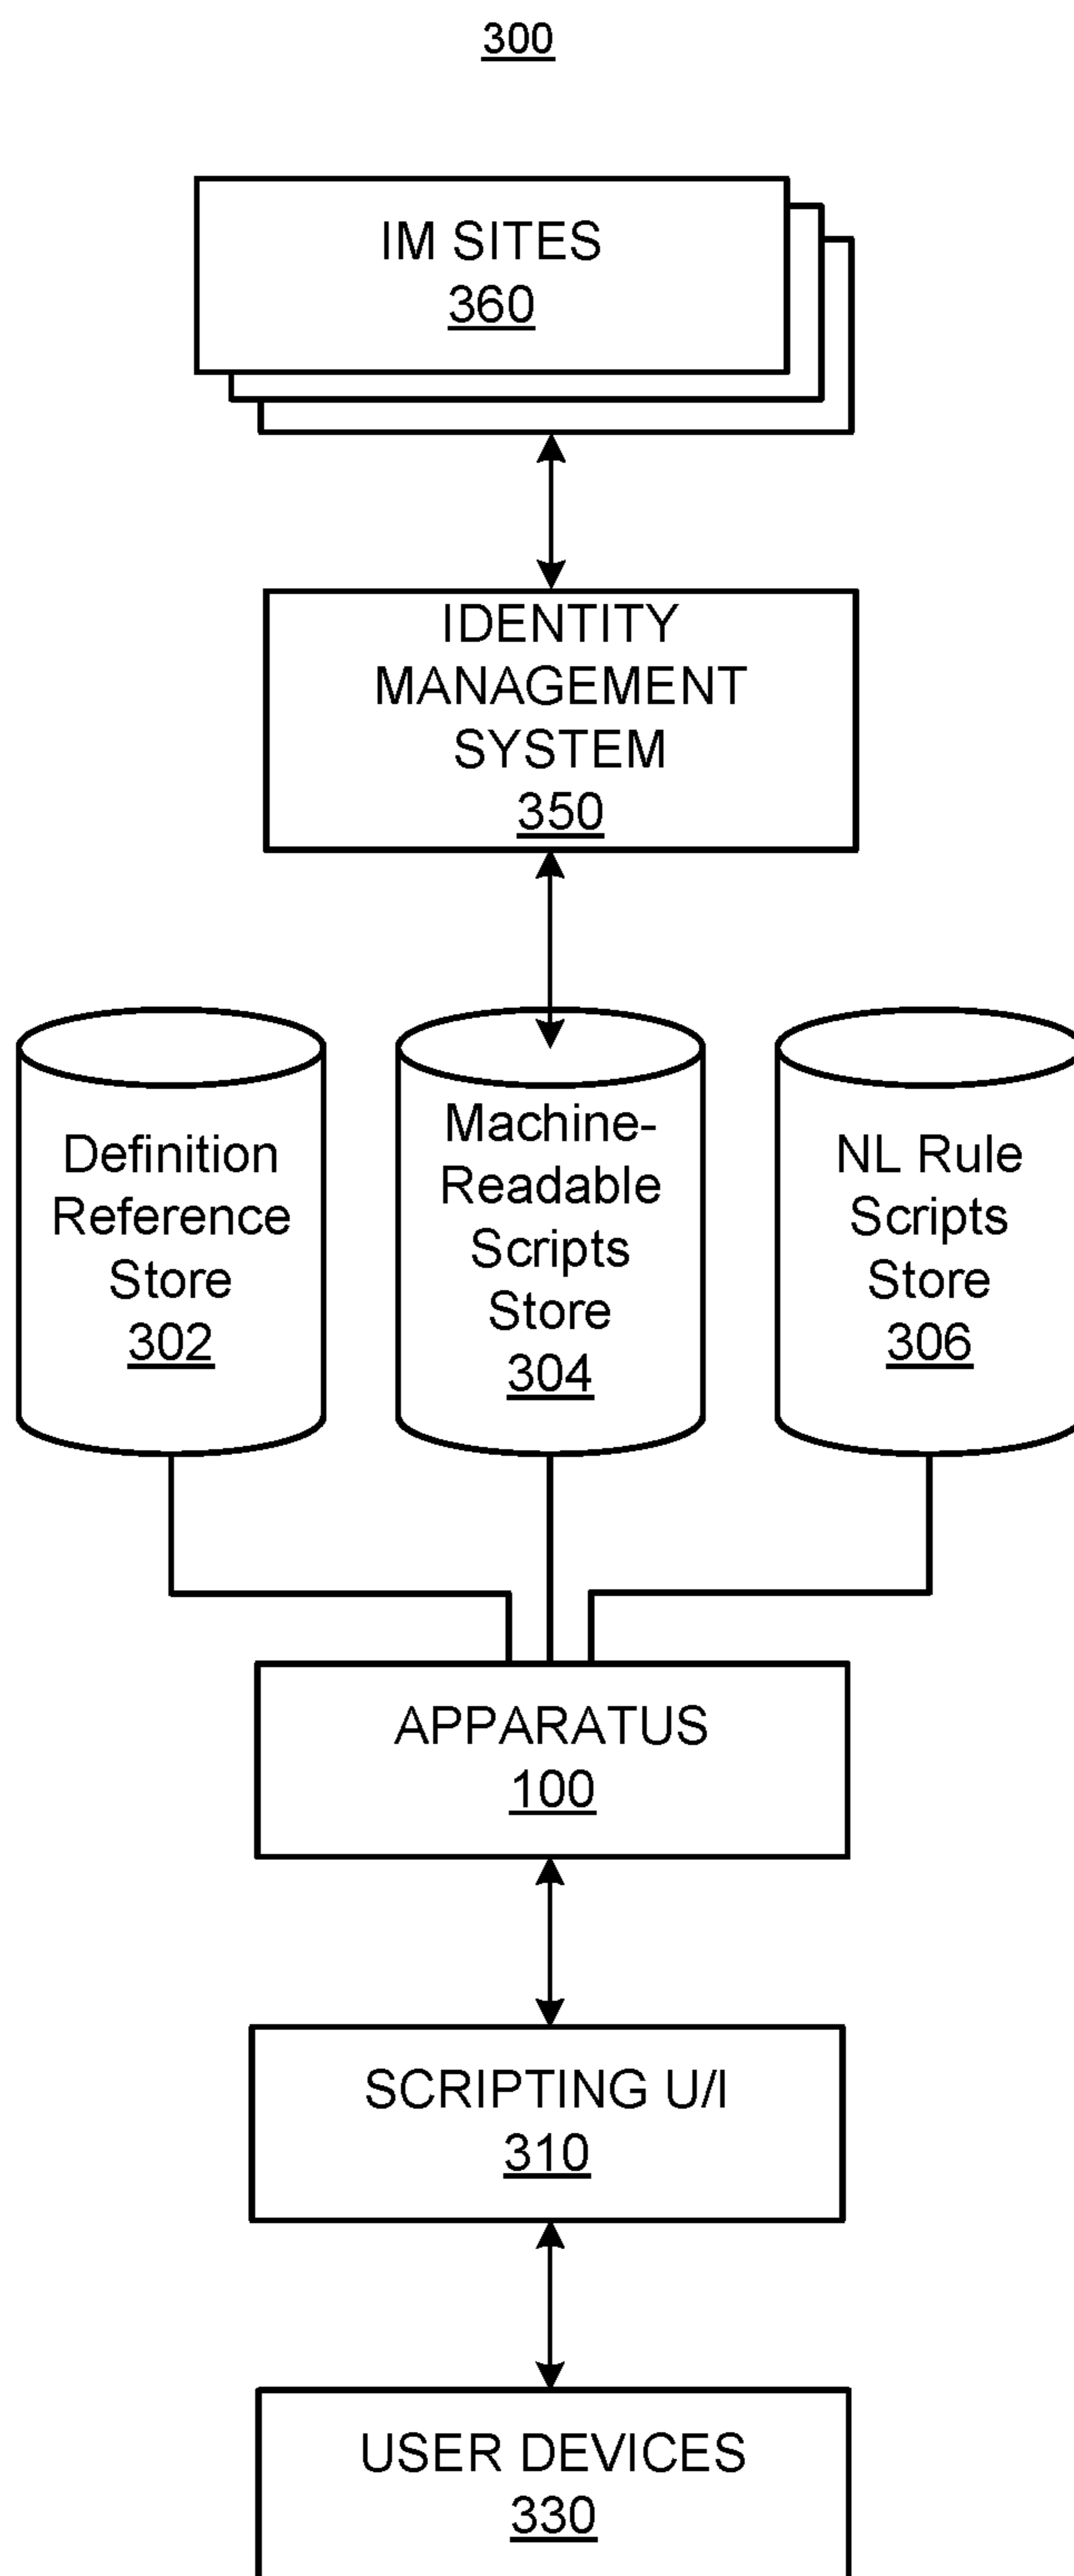 300
IM SITES
360
IDENTITY
MANAGEMENT
SYSTEM
350
Definition
Reference
Store
302
Machine-
Readable
Scripts
Store
304
NL Rule
Scripts
Store
306
APPARATUS
100
SCRIPTING U/I
310
USER DEVICES
330